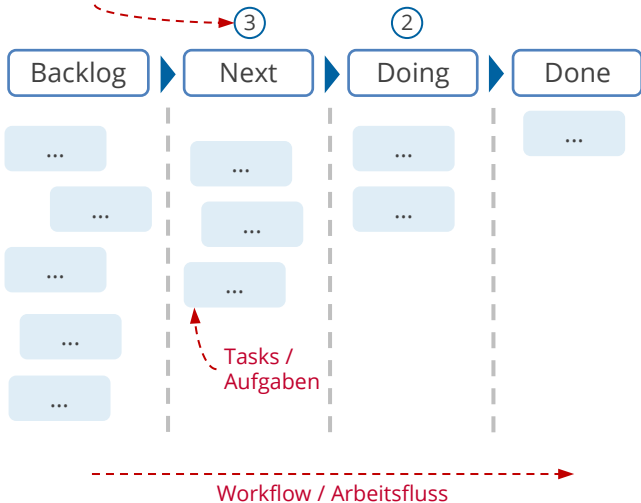 3
2
Backlog
Next
Doing
Done
...
...
...
...
...
...
...
...
...
...
...
Tasks /
Aufgaben
Workflow / Arbeitsfluss